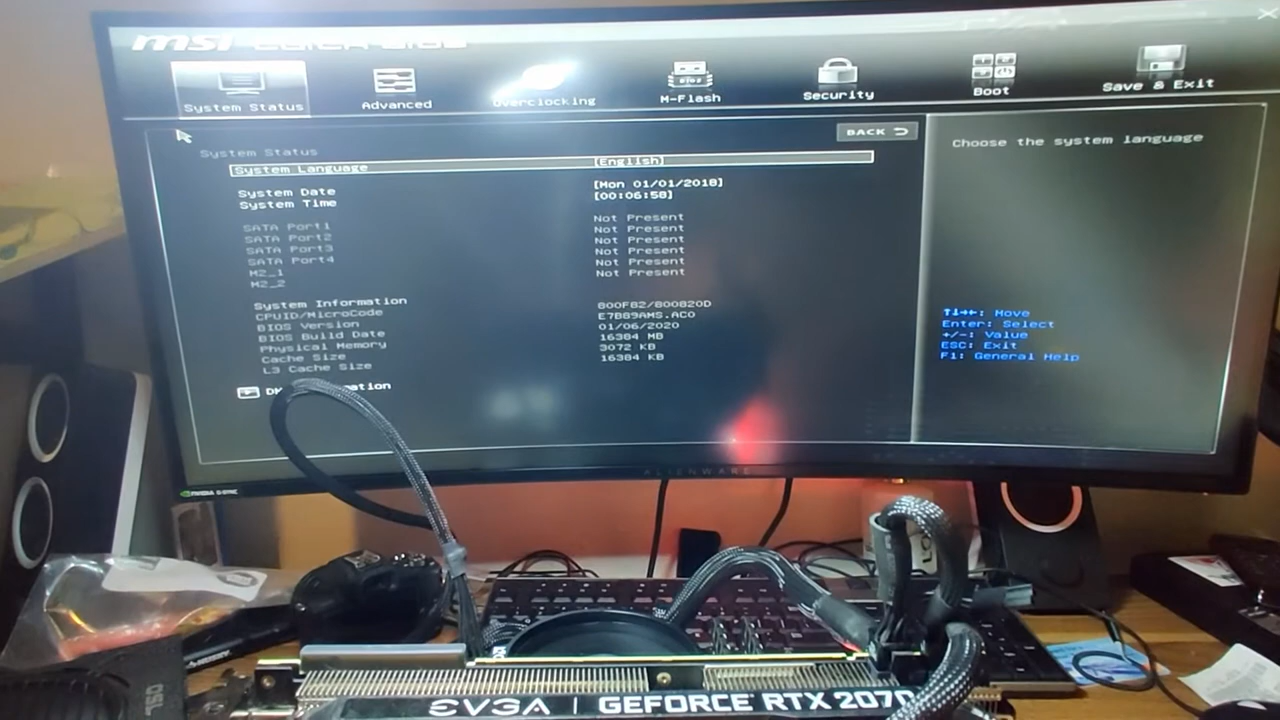 msi
System Status
Advanced
Overclocking
M-Flash
Security
Boot
Save & Exit
BACK
System Status
System Language [English]
System Date [Mon 01/01/2018]
System Time [00:06:58]
SATA Port1 Not Present
SATA Port2 Not Present
SATA Port3 Not Present
SATA Port4 Not Present
M2_1 Not Present
M2_2 Not Present
System Information
CPUID/MicroCode 800F82/800820D
BIOS Version E7B89AMS.AC0
BIOS Build Date 01/06/2020
Physical Memory 16384 MB
Cache Size 3072 KB
L3 Cache Size 16384 KB
Choose the system language
↑↓→←: Move
Enter: Select
+/-: Value
ESC: Exit
F1: General Help
NVIDIA G-SYNC
ALIENWARE
EVGA | GEFORCE RTX 2070